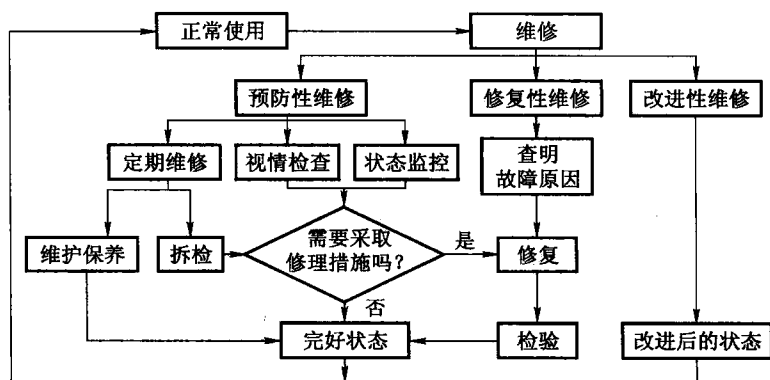 正常使用
维修
预防性维修
修复性维修
改进性维修
定期维修
视情检查
状态监控
查明
故障原因
维护保养
拆检
需要采取
修理措施吗?
是
修复
否
完好状态
检验
改进后的状态